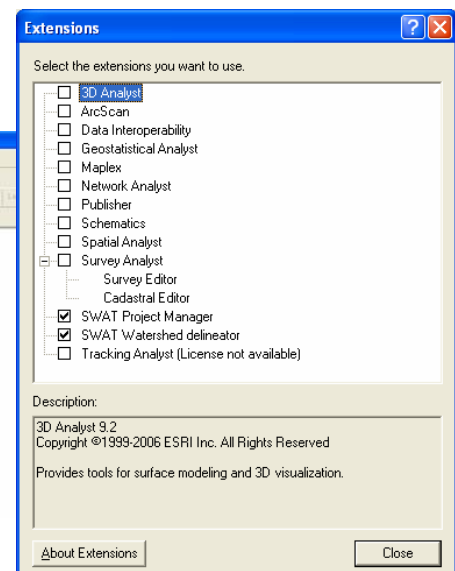 Extensions
Select the extensions you want to use.
3D Analyst
ArcScan
Data Interoperability
Geostatistical Analyst
Maplex
Network Analyst
Publisher
Schematics
Spatial Analyst
Survey Analyst
Survey Editor
Cadastral Editor
SWAT Project Manager
SWAT Watershed delineator
Tracking Analyst (License not available)
Description:
3D Analyst 9.2
Copyright ©1999-2006 ESRI Inc. All Rights Reserved
Provides tools for surface modeling and 3D visualization.
About Extensions
Close